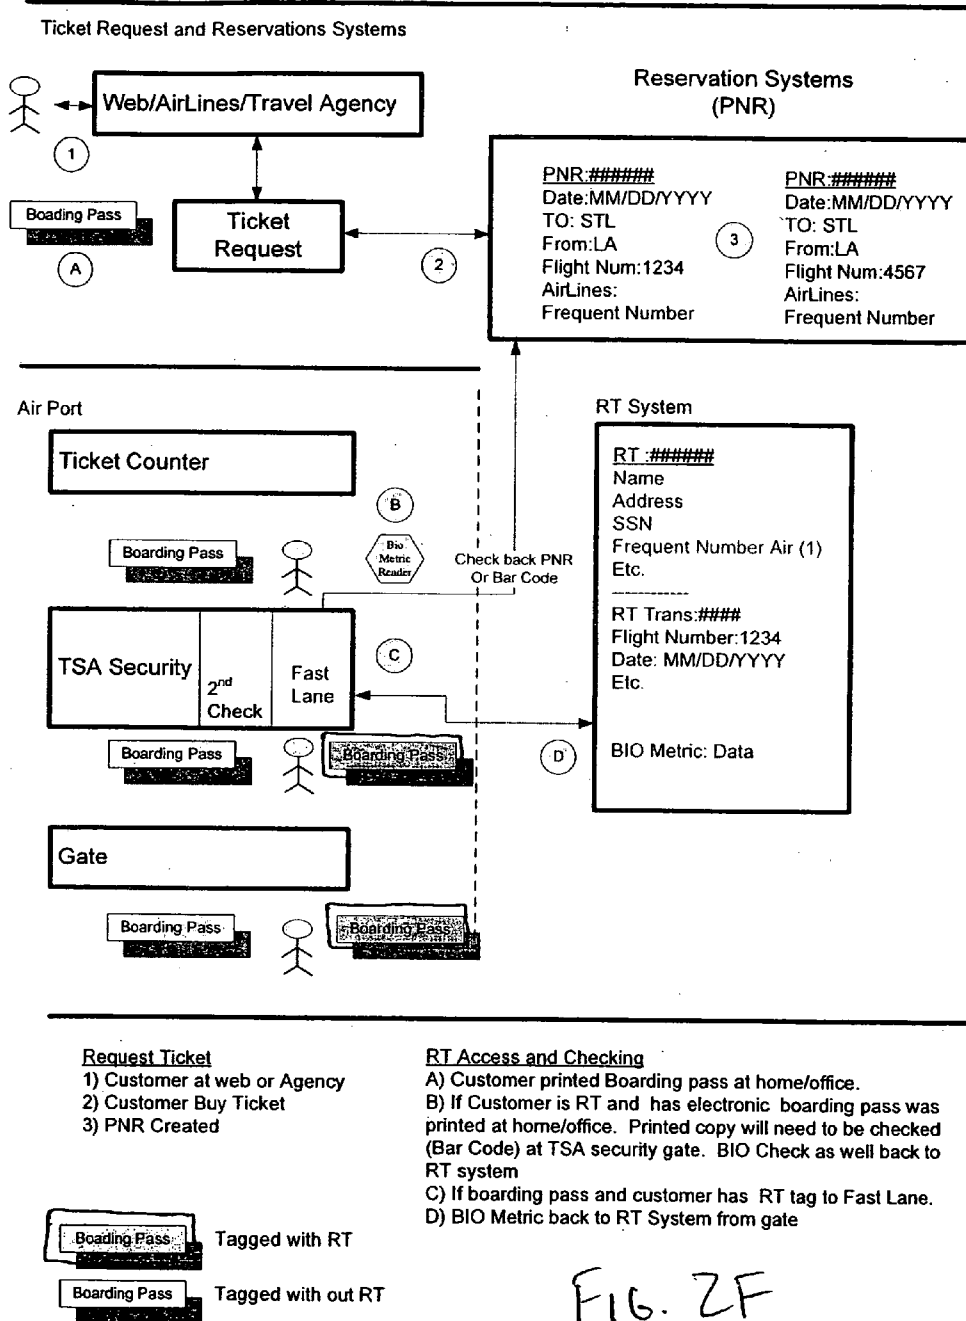 Ticket Request and Reservations Systems
Web/AirLines/Travel Agency
1
Boading Pass
A
Ticket
Request
2
Reservation Systems
(PNR)
PNR:######
Date:MM/DD/YYYY
TO: STL
From:LA
Flight Num:1234
AirLines:
Frequent Number
3
PNR:######
Date:MM/DD/YYYY
TO: STL
From:LA
Flight Num:4567
AirLines:
Frequent Number
Air Port
Ticket Counter
B
Boarding Pass
Bio
Metric
Reader
Check back PNR
Or Bar Code
TSA Security
2nd
Check
Fast
Lane
C
Boarding Pass
Boarding Pass
D
RT System
RT :######
Name
Address
SSN
Frequent Number Air (1)
Etc.
------------
RT Trans:####
Flight Number:1234
Date: MM/DD/YYYY
Etc.
BIO Metric: Data
Gate
Boarding Pass
Boarding Pass
Request Ticket
1) Customer at web or Agency
2) Customer Buy Ticket
3) PNR Created
RT Access and Checking
A) Customer printed Boarding pass at home/office.
B) If Customer is RT and has electronic boarding pass was
printed at home/office. Printed copy will need to be checked
(Bar Code) at TSA security gate. BIO Check as well back to
RT system
C) If boarding pass and customer has RT tag to Fast Lane.
D) BIO Metric back to RT System from gate
Boading Pass
Tagged with RT
Boarding Pass
Tagged with out RT
FIG. 2F